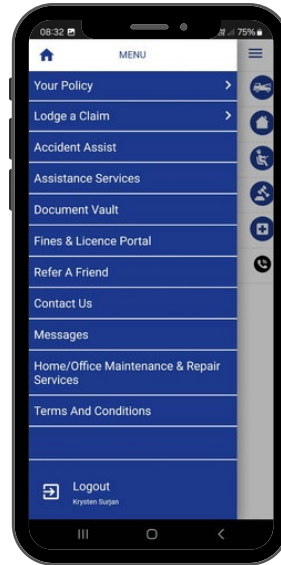 08:32 75%
MENU
Your Policy
Lodge a Claim
Accident Assist
Assistance Services
Document Vault
Fines & Licence Portal
Refer A Friend
Contact Us
Messages
Home/Office Maintenance & Repair
Services
Terms And Conditions
Logout
Krysten Surjan